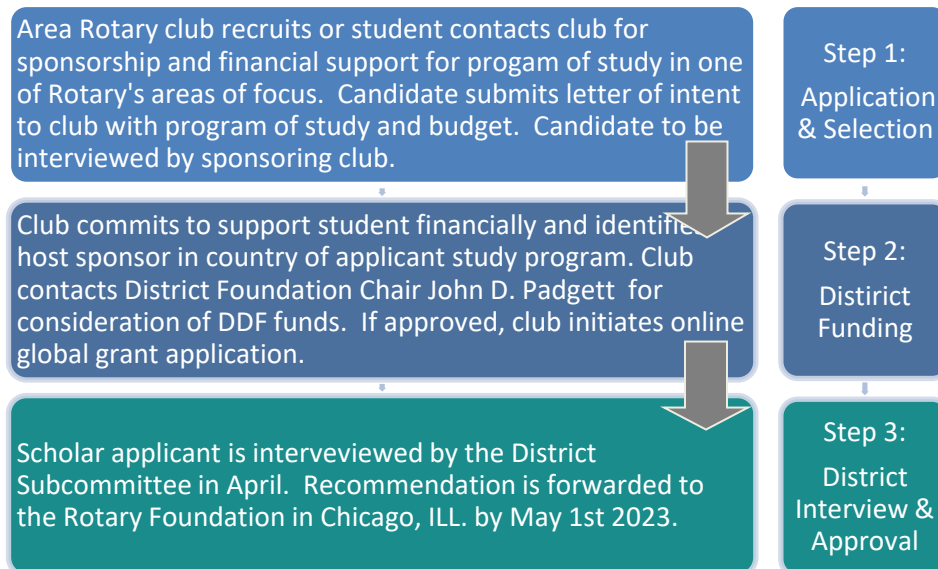 Area Rotary club recruits or student contacts club for
sponsorship and financial support for progam of study in one
of Rotary's areas of focus.  Candidate submits letter of intent
to club with program of study and budget.  Candidate to be
interviewed by sponsoring club.
Step 1:
Application
& Selection
Club commits to support student financially and identifies
host sponsor in country of applicant study program. Club
contacts District Foundation Chair John D. Padgett  for
consideration of DDF funds.  If approved, club initiates online
global grant application.
Step 2:
Distirict
Funding
Scholar applicant is interveviewed by the District
Subcommittee in April.  Recommendation is forwarded to
the Rotary Foundation in Chicago, ILL. by May 1st 2023.
Step 3:
District
Interview &
Approval